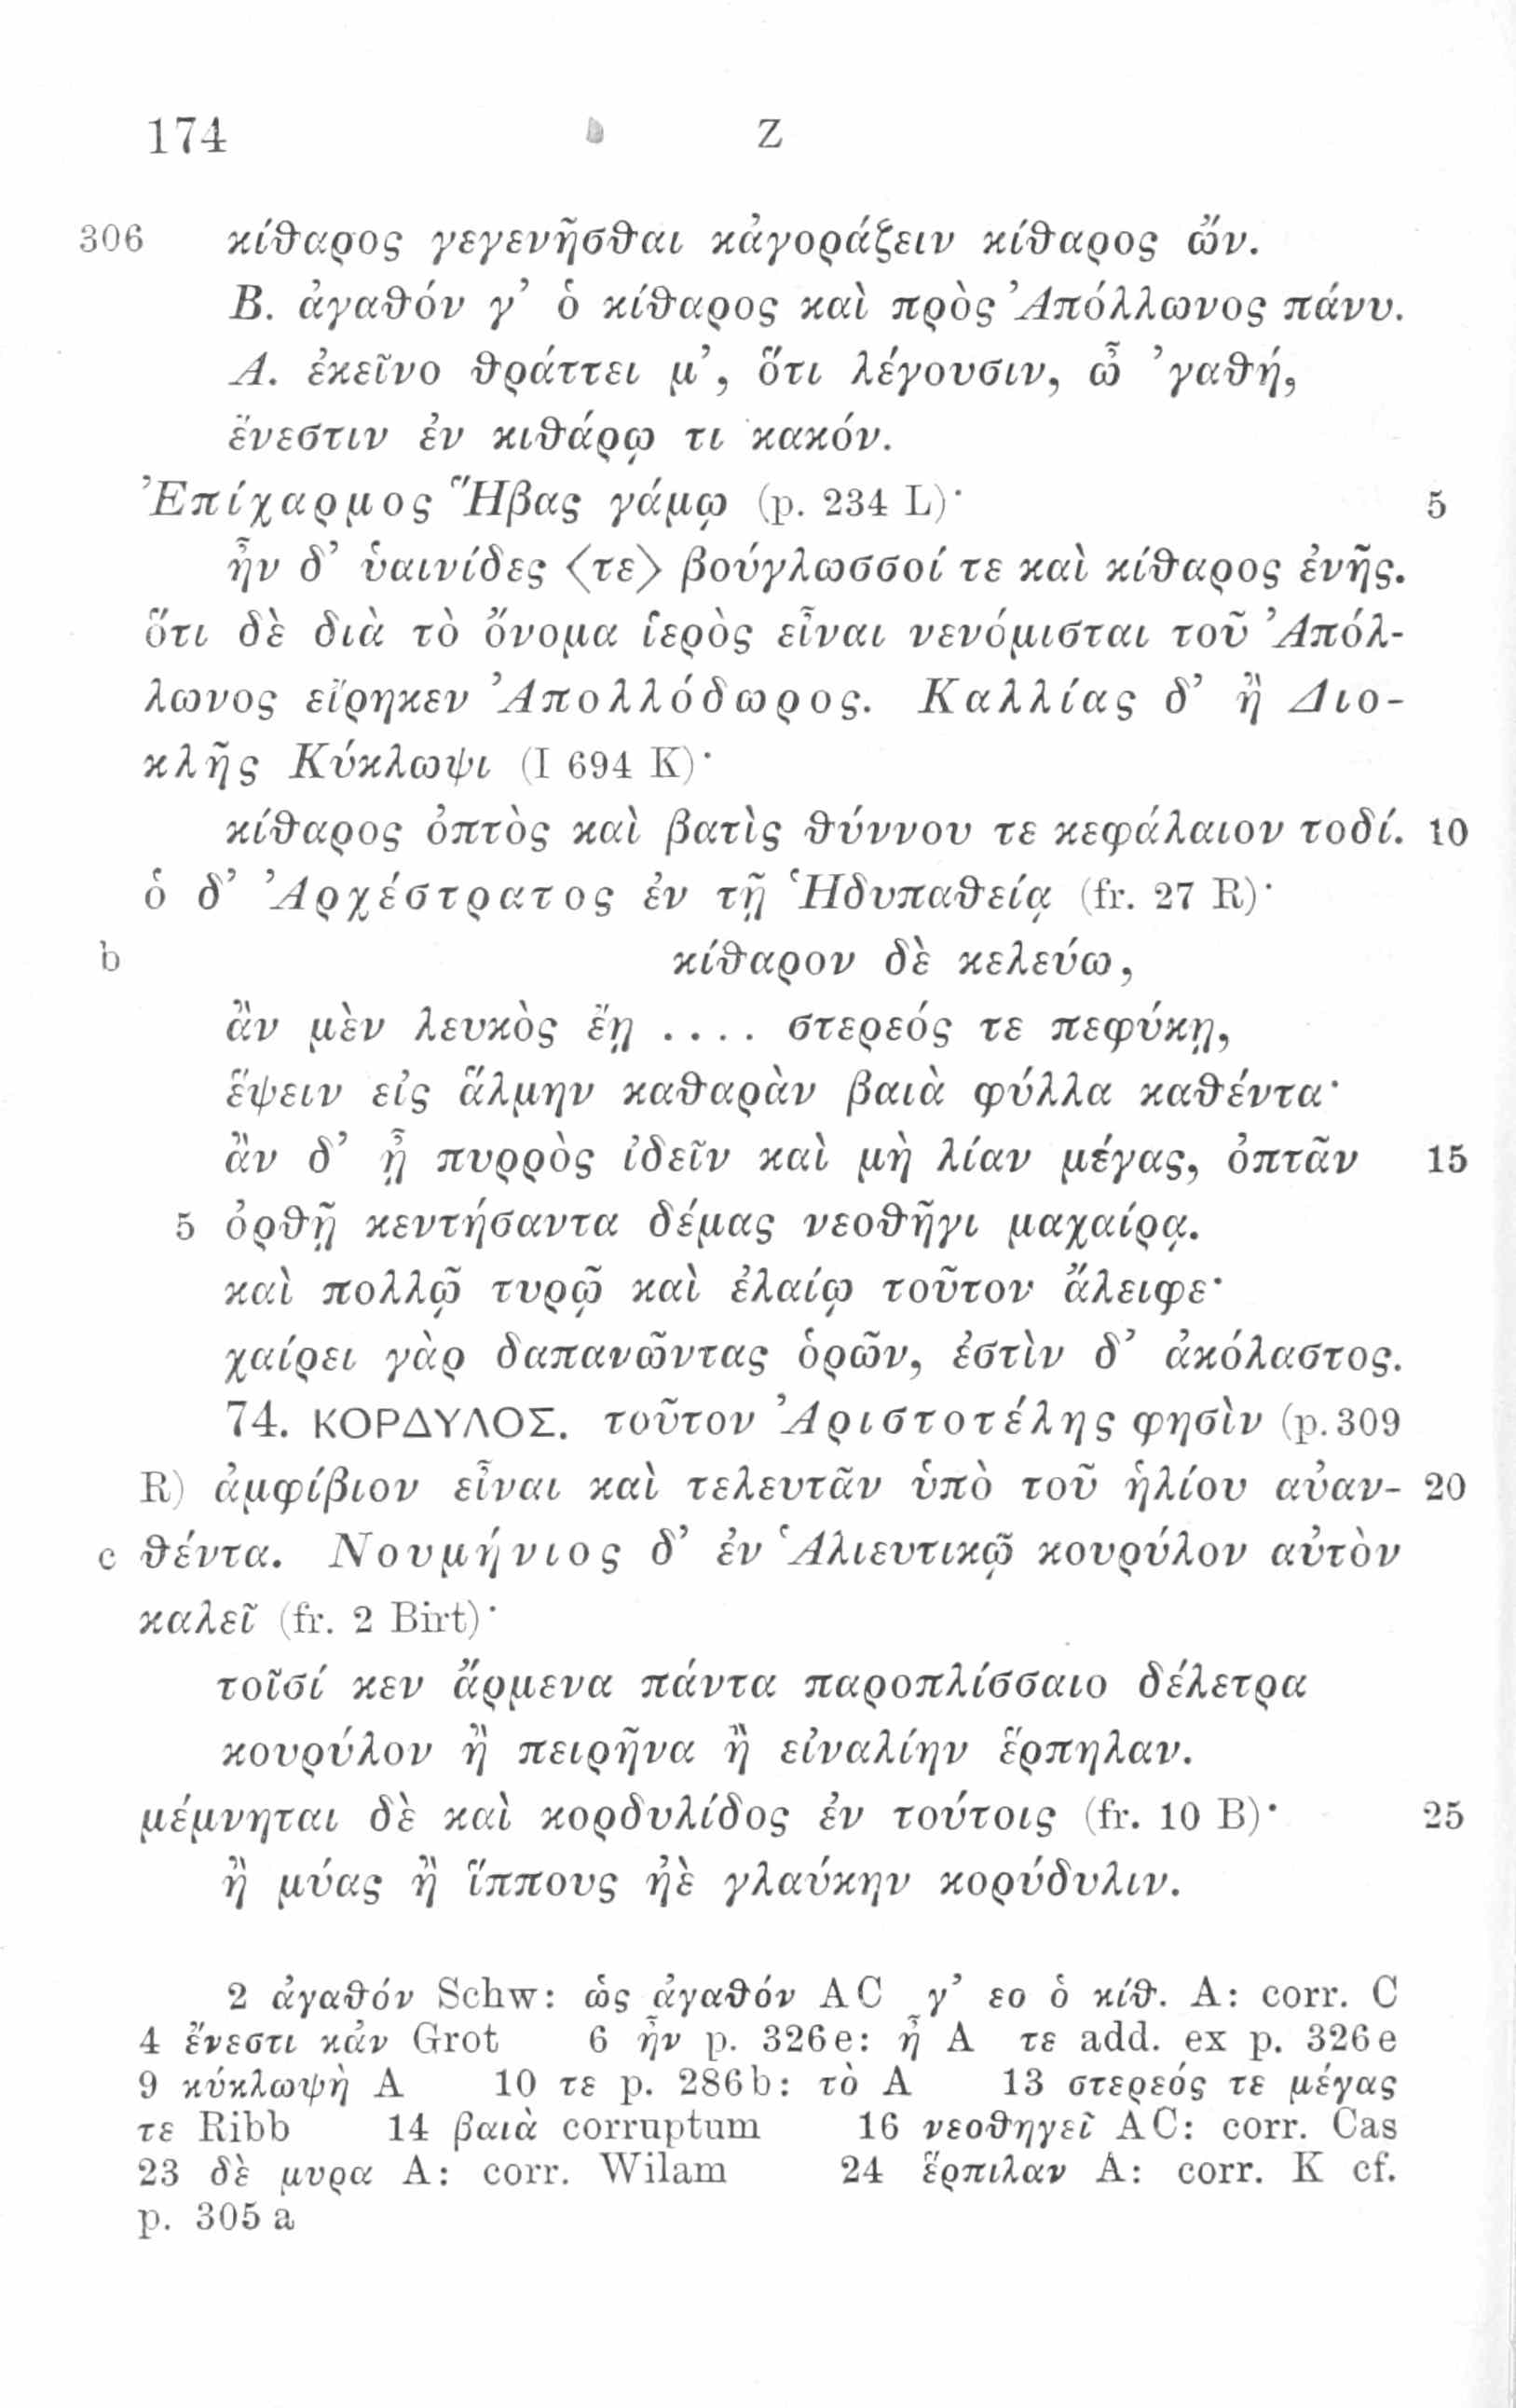 174 Z
306 κίθαρος γεγενῆσθαι κἀγοράζειν κίθαρος ὤν.
Β. ἀγαθόν γ’ ὁ κίθαρος καὶ πρὸς Ἀπόλλωνος πάνυ.
Α. ἐκεῖνο θράττει μ’, ὅτι λέγουσιν, ὦ ’γαθή,
ἔνεστιν ἐν κιθάρῳ τι κακόν.
Ἐπίχαρμος Ἥβας γάμῳ (p. 234 L)· 5
ἦν δ’ ὑαινίδες <τε> βούγλωσσοί τε καὶ κίθαρος ἐνῆς.
ὅτι δὲ διὰ τὸ ὄνομα ἱερὸς εἶναι νενόμισται τοῦ Ἀπόλ-
λωνος εἴρηκεν Ἀπολλόδωρος. Καλλίας δ’ ἢ Διο-
κλῆς Κύκλωψι (I 694 K)·
κίθαρος ὀπτὸς καὶ βατὶς θύννου τε κεφάλαιον τοδί. 10
ὁ δ’ Ἀρχέστρατος ἐν τῇ Ἡδυπαθείᾳ (fr. 27 R)·
b κίθαρον δὲ κελεύω,
ἂν μὲν λευκὸς ἔῃ .... στερεός τε πεφύκῃ,
ἕψειν εἰς ἅλμην καθαρὰν βαιὰ φύλλα καθέντα·
ἂν δ’ ᾖ πυρρὸς ἰδεῖν καὶ μὴ λίαν μέγας, ὀπτᾶν 15
5 ὀρθῇ κεντήσαντα δέμας νεοθῆγι μαχαίρᾳ.
καὶ πολλῷ τυρῷ καὶ ἐλαίῳ τοῦτον ἄλειφε·
χαίρει γὰρ δαπανῶντας ὁρῶν, ἐστὶν δ’ ἀκόλαστος.
74. ΚΟΡΔΥΛΟΣ. τοῦτον Ἀριστοτέλης φησὶν (p. 309
R) ἀμφίβιον εἶναι καὶ τελευτᾶν ὑπὸ τοῦ ἡλίου αὐαν- 20
c θέντα. Νουμήνιος δ’ ἐν Ἁλιευτικῷ κουρύλον αὐτὸν
καλεῖ (fr. 2 Birt)·
τοῖσί κεν ἄρμενα πάντα παροπλίσσαιο δέλετρα
κουρύλον ἢ πειρῆνα ἢ εἰναλίην ἕρπηλαν.
μέμνηται δὲ καὶ κορδυλίδος ἐν τούτοις (fr. 10 B)· 25
ἢ μύας ἢ ἵππους ἠὲ γλαύκην κορύδυλιν.
2 ἀγαθόν Schw: ὡς ἀγαθόν AC γ’ εο ὁ κίθ. A: corr. C
4 ἔνεστι κἀν Grot 6 ἦν p. 326e: ἦ A τε add. ex p. 326e
9 κύκλωψὴ A 10 τε p. 286b: τὸ A 13 στερεός τε μέγας
τε Ribb 14 βαιὰ corruptum 16 νεοθηγεῖ AC: corr. Cas
23 δὲ μυρα A: corr. Wilam 24 ἕρπιλαν A: corr. K cf.
p. 305 a